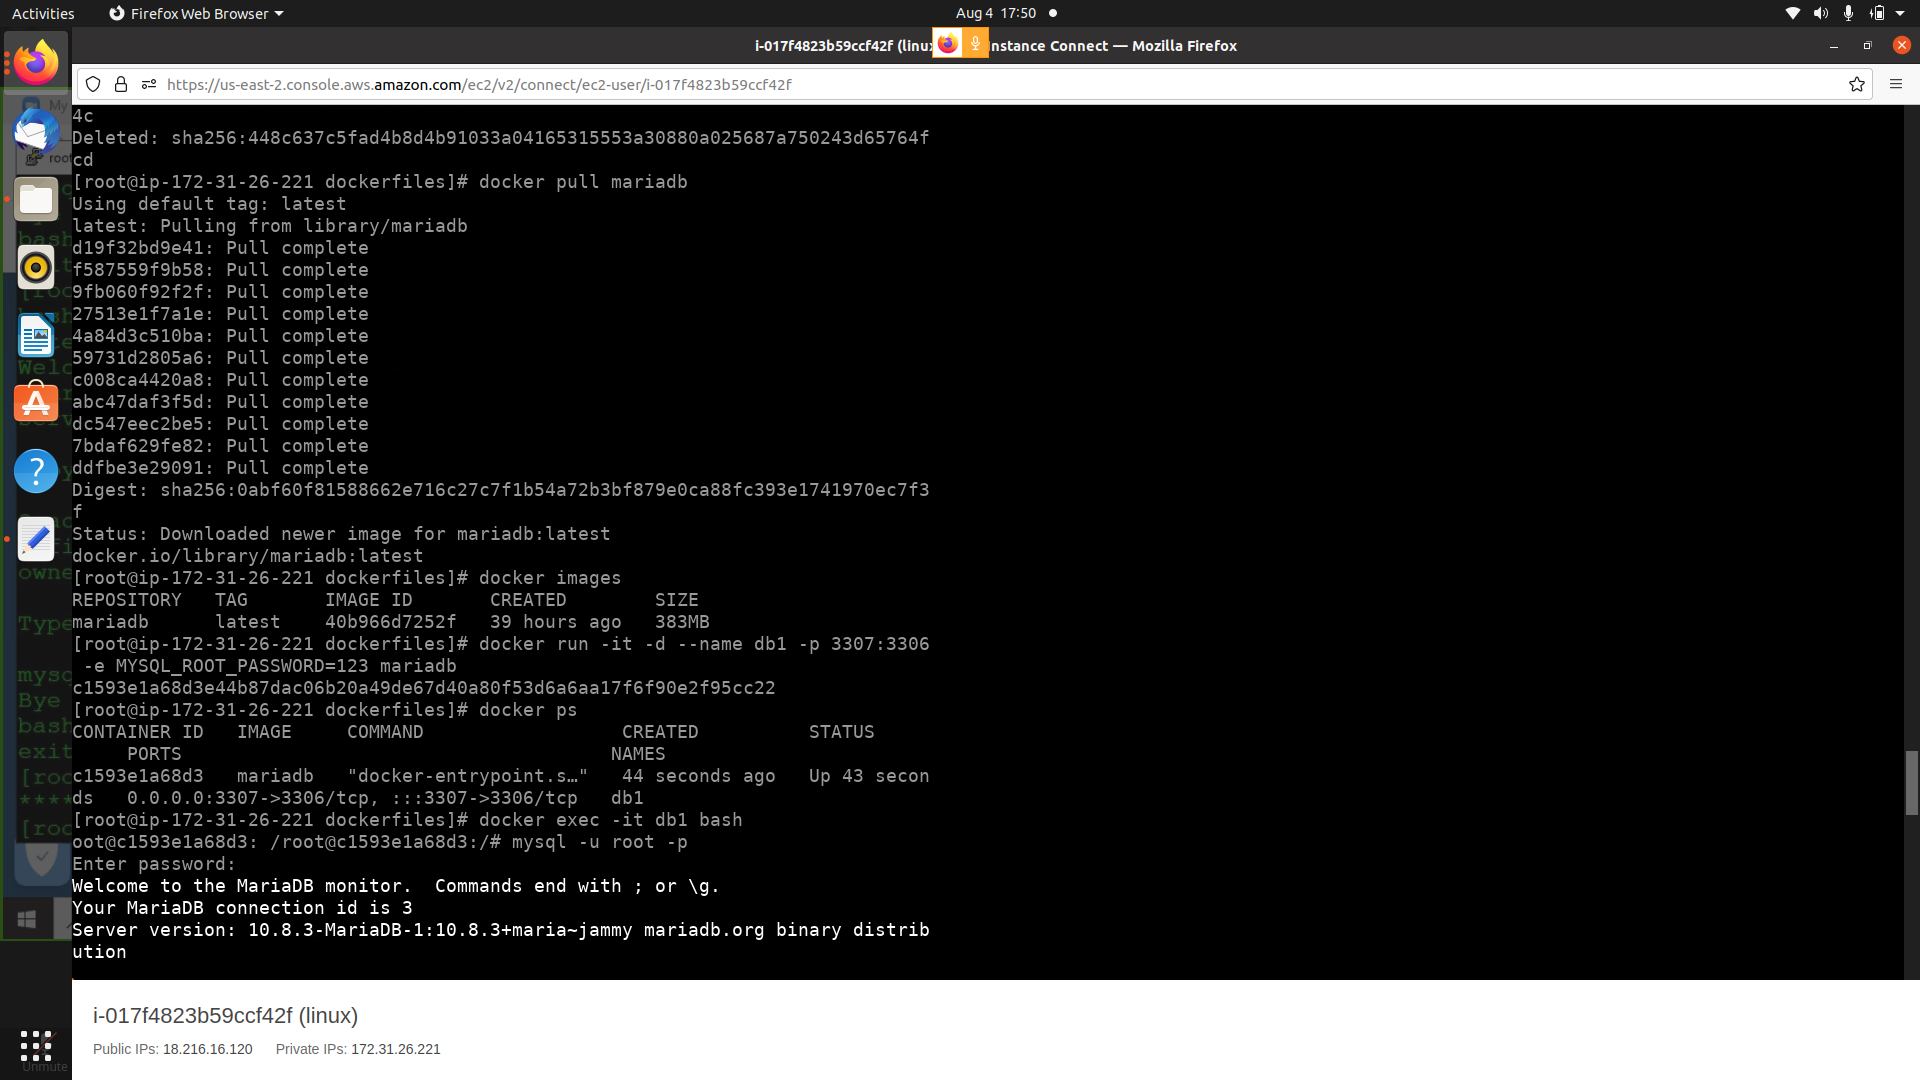 Activities
Firefox Web Browser
Aug 4 17:50
i-017f4823b59ccf42f (linu
nstance Connect — Mozilla Firefox
https://us-east-2.console.aws.amazon.com/ec2/v2/connect/ec2-user/i-017f4823b59ccf42f
4c
Deleted: sha256:448c637c5fad4b8d4b91033a04165315553a30880a025687a750243d65764f
cd
[root@ip-172-31-26-221 dockerfiles]# docker pull mariadb
Using default tag: latest
latest: Pulling from library/mariadb
d19f32bd9e41: Pull complete
f587559f9b58: Pull complete
9fb060f92f2f: Pull complete
27513e1f7a1e: Pull complete
4a84d3c510ba: Pull complete
59731d2805a6: Pull complete
c008ca4420a8: Pull complete
abc47daf3f5d: Pull complete
dc547eec2be5: Pull complete
7bdaf629fe82: Pull complete
ddfbe3e29091: Pull complete
Digest: sha256:0abf60f81588662e716c27c7f1b54a72b3bf879e0ca88fc393e1741970ec7f3
f
Status: Downloaded newer image for mariadb:latest
docker.io/library/mariadb:latest
[root@ip-172-31-26-221 dockerfiles]# docker images
REPOSITORY TAG IMAGE ID CREATED SIZE
mariadb latest 40b966d7252f 39 hours ago 383MB
[root@ip-172-31-26-221 dockerfiles]# docker run -it -d --name db1 -p 3307:3306
-e MYSQL_ROOT_PASSWORD=123 mariadb
c1593e1a68d3e44b87dac06b20a49de67d40a80f53d6a6aa17f6f90e2f95cc22
[root@ip-172-31-26-221 dockerfiles]# docker ps
CONTAINER ID IMAGE COMMAND CREATED STATUS
PORTS NAMES
c1593e1a68d3 mariadb "docker-entrypoint.s…" 44 seconds ago Up 43 secon
ds 0.0.0.0:3307->3306/tcp, :::3307->3306/tcp db1
[root@ip-172-31-26-221 dockerfiles]# docker exec -it db1 bash
oot@c1593e1a68d3: /root@c1593e1a68d3:/# mysql -u root -p
Enter password:
Welcome to the MariaDB monitor. Commands end with ; or \g.
Your MariaDB connection id is 3
Server version: 10.8.3-MariaDB-1:10.8.3+maria~jammy mariadb.org binary distrib
ution
i-017f4823b59ccf42f (linux)
Public IPs: 18.216.16.120 Private IPs: 172.31.26.221
Unmute